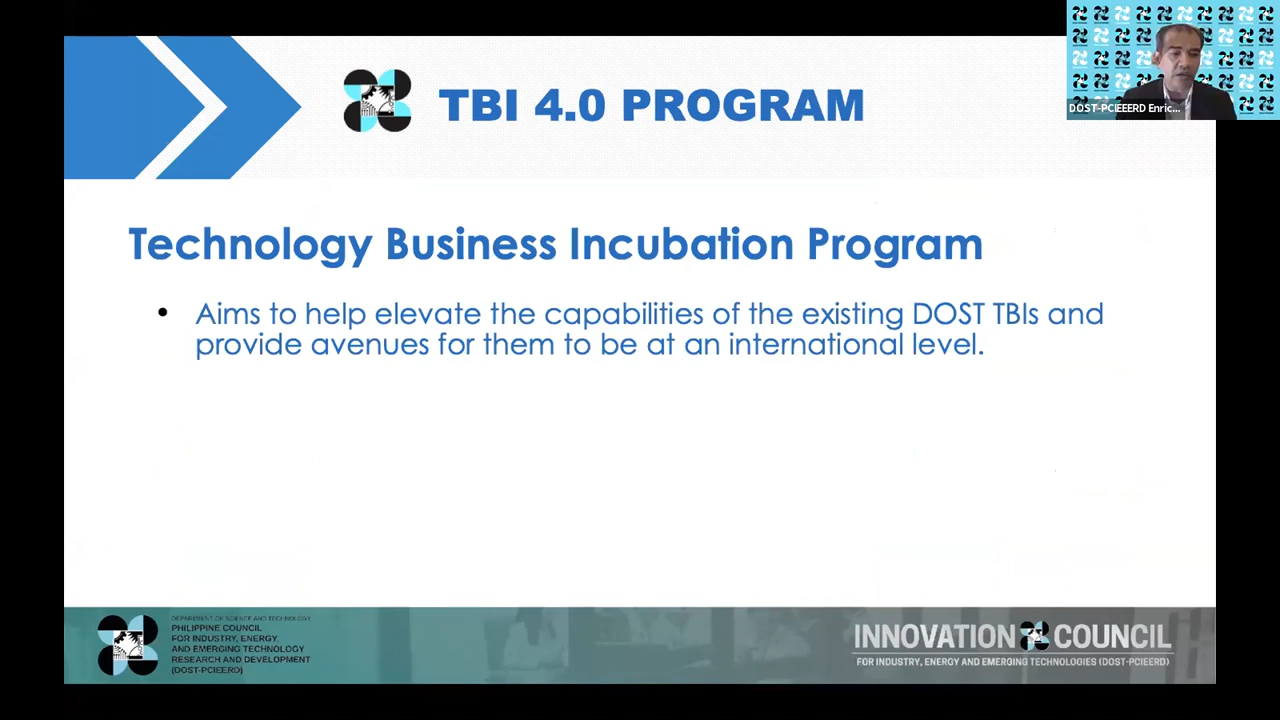 TBI 4.0 PROGRAM
DOST-PCIEEERD Enric...
Technology Business Incubation Program
• Aims to help elevate the capabilities of the existing DOST TBIs and
provide avenues for them to be at an international level.
DEPARTMENT OF SCIENCE AND TECHNOLOGY
PHILIPPINE COUNCIL
FOR INDUSTRY, ENERGY,
AND EMERGING TECHNOLOGY
RESEARCH AND DEVELOPMENT
(DOST-PCIEERD)
INNOVATION COUNCIL
FOR INDUSTRY, ENERGY AND EMERGING TECHNOLOGIES (DOST-PCIEERD)